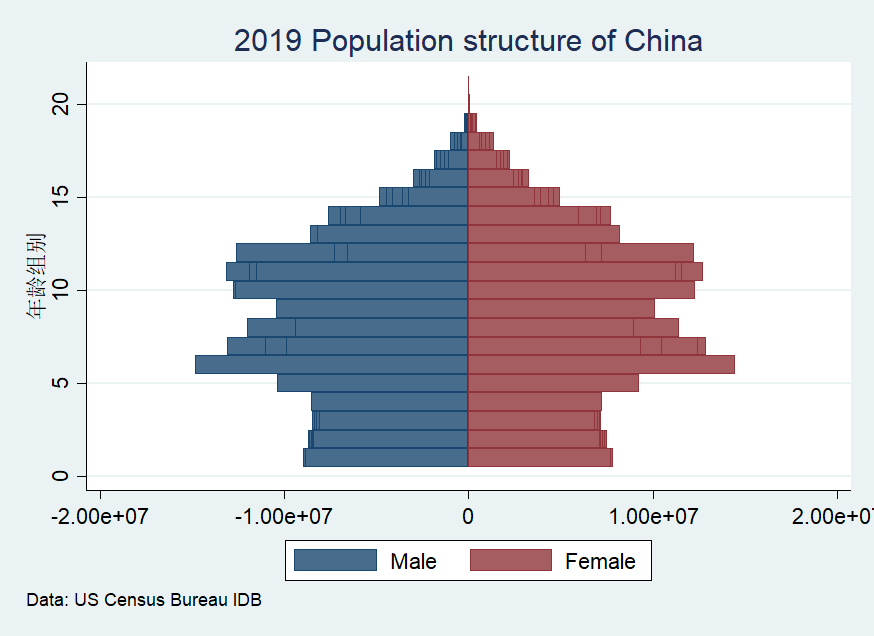 2019 Population structure of China
年龄组别
20
15
10
5
0
-2.00e+07 -1.00e+07 0 1.00e+07 2.00e+07
Male Female
Data: US Census Bureau IDB